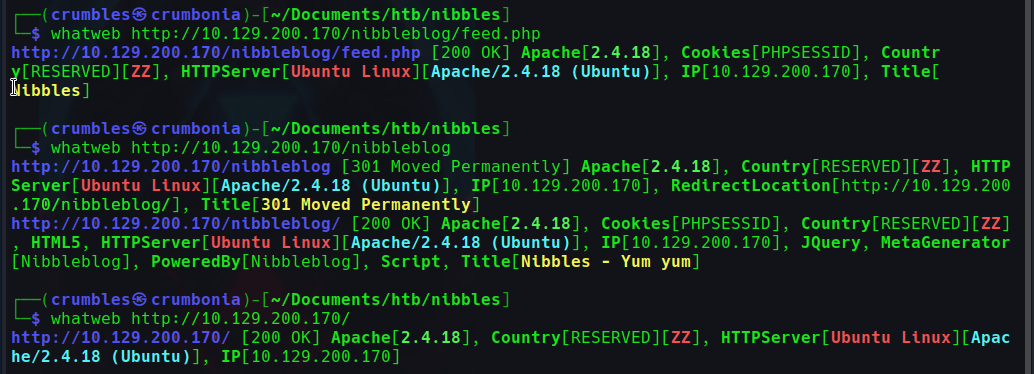 ┌──(crumbles㉿crumbonia)-[~/Documents/htb/nibbles]
└─$ whatweb http://10.129.200.170/nibbleblog/feed.php
http://10.129.200.170/nibbleblog/feed.php [200 OK] Apache[2.4.18], Cookies[PHPSESSID], Countr
y[RESERVED][ZZ], HTTPServer[Ubuntu Linux][Apache/2.4.18 (Ubuntu)], IP[10.129.200.170], Title[
Nibbles]
┌──(crumbles㉿crumbonia)-[~/Documents/htb/nibbles]
└─$ whatweb http://10.129.200.170/nibbleblog
http://10.129.200.170/nibbleblog [301 Moved Permanently] Apache[2.4.18], Country[RESERVED][ZZ], HTTP
Server[Ubuntu Linux][Apache/2.4.18 (Ubuntu)], IP[10.129.200.170], RedirectLocation[http://10.129.200
.170/nibbleblog/], Title[301 Moved Permanently]
http://10.129.200.170/nibbleblog/ [200 OK] Apache[2.4.18], Cookies[PHPSESSID], Country[RESERVED][ZZ]
, HTML5, HTTPServer[Ubuntu Linux][Apache/2.4.18 (Ubuntu)], IP[10.129.200.170], JQuery, MetaGenerator
[Nibbleblog], PoweredBy[Nibbleblog], Script, Title[Nibbles - Yum yum]
┌──(crumbles㉿crumbonia)-[~/Documents/htb/nibbles]
└─$ whatweb http://10.129.200.170/
http://10.129.200.170/ [200 OK] Apache[2.4.18], Country[RESERVED][ZZ], HTTPServer[Ubuntu Linux][Apac
he/2.4.18 (Ubuntu)], IP[10.129.200.170]